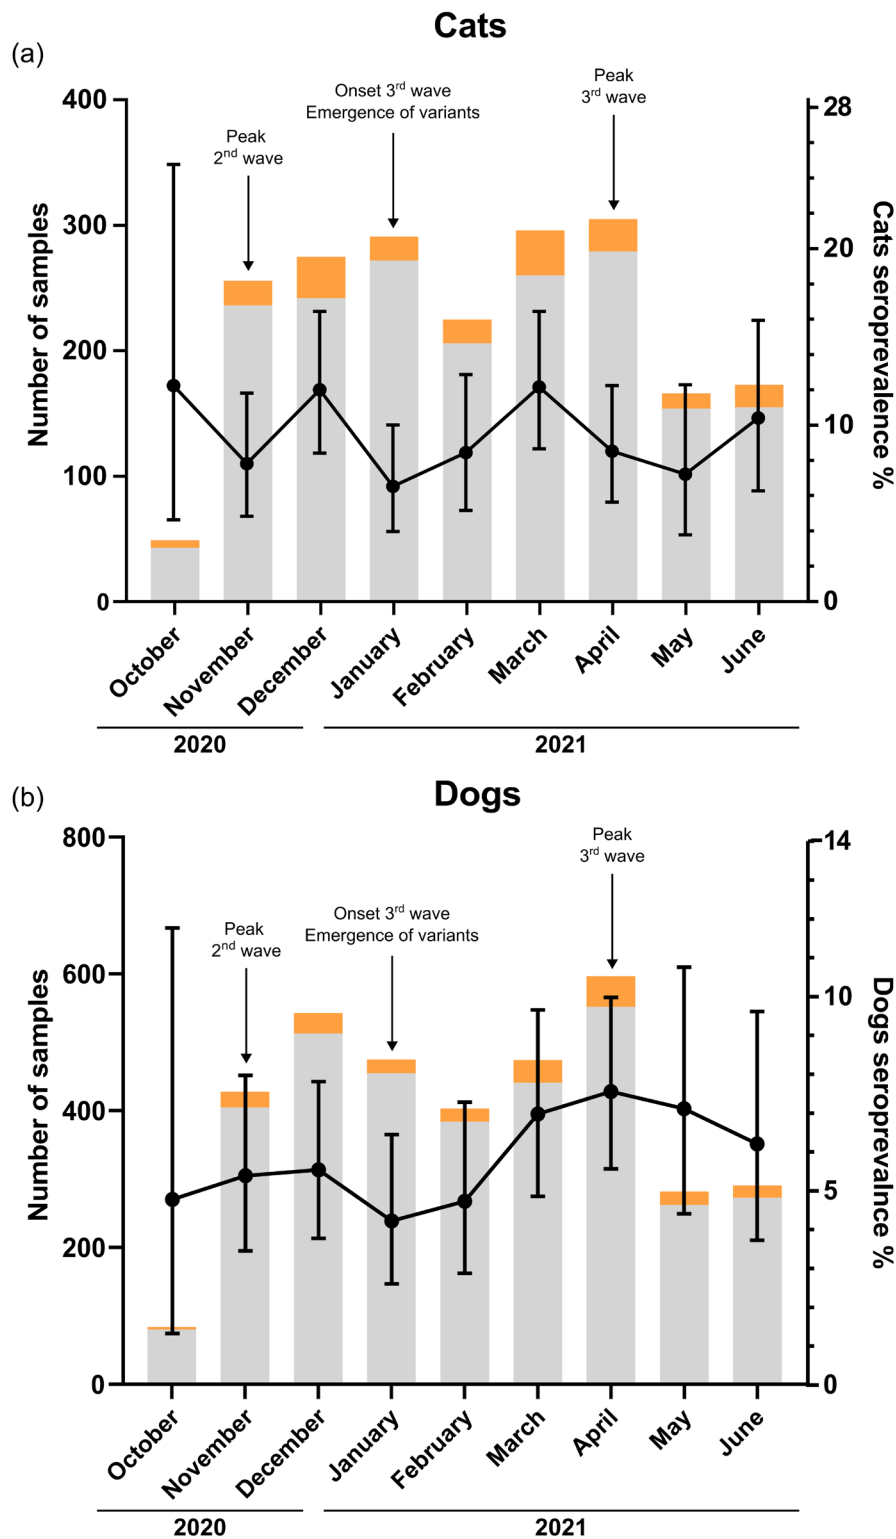 Cats
(a)
Peak
2nd wave
Onset 3rd wave
Emergence of variants
Peak
3rd wave
400
300
200
100
0
Number of samples
28
20
10
0
Cats seroprevalence %
October
November
December
January
February
March
April
May
June
2020
2021
(b)
Dogs
Peak
2nd wave
Onset 3rd wave
Emergence of variants
Peak
3rd wave
800
600
400
200
0
Number of samples
14
10
5
0
Dogs seroprevalnce %
October
November
December
January
February
March
April
May
June
2020
2021